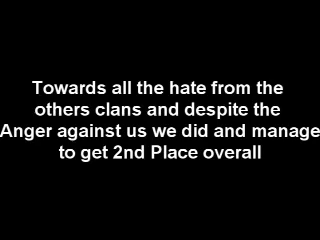 Towards all the hate from the
others clans and despite the
Anger against us we did and manage
to get 2nd Place overall